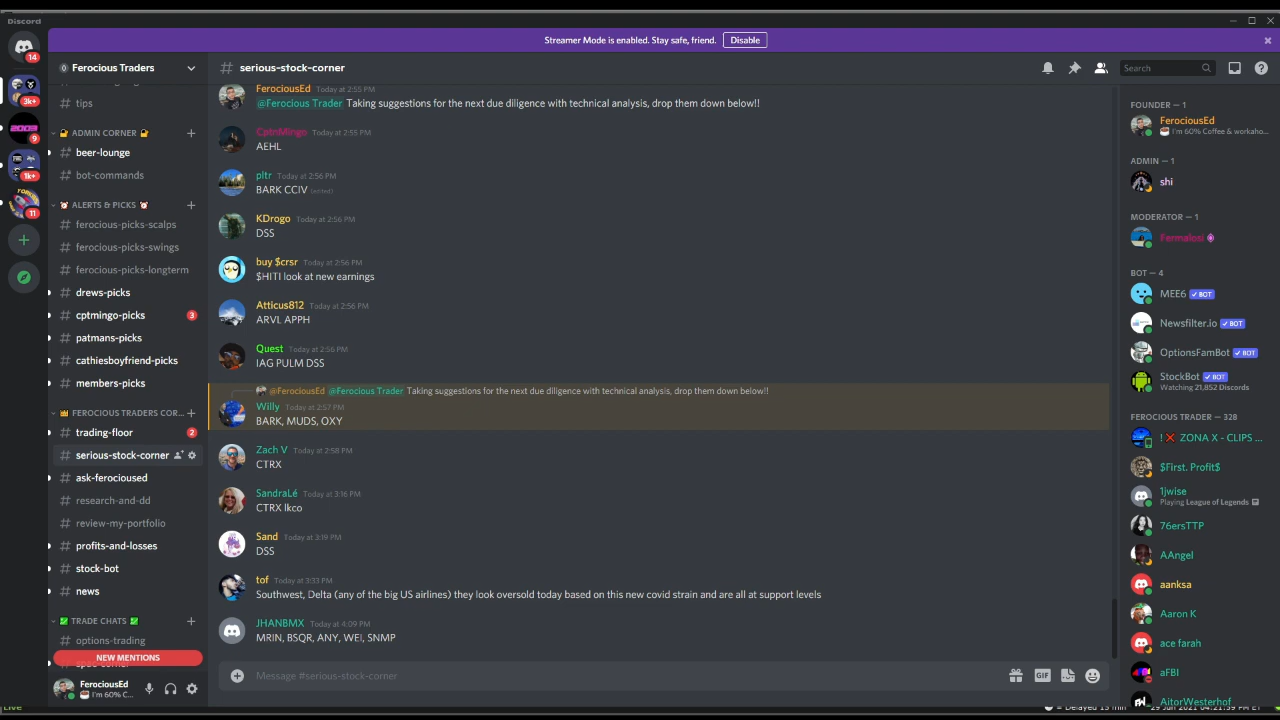 Discord
Streamer Mode is enabled. Stay safe, friend. Disable
14
3k+
9
1k+
11
Ferocious Traders
tips
ADMIN CORNER
beer-lounge
bot-commands
ALERTS & PICKS
ferocious-picks-scalps
ferocious-picks-swings
ferocious-picks-longterm
drews-picks
cptmingo-picks 3
patmans-picks
cathiesboyfriend-picks
members-picks
FEROCIOUS TRADERS COR...
trading-floor 2
serious-stock-corner
ask-ferocioused
research-and-dd
review-my-portfolio
profits-and-losses
stock-bot
news
TRADE CHATS
options-trading
NEW MENTIONS
FerociousEd
I'm 60% C...
Live
# serious-stock-corner
Search
FerociousEd Today at 2:55 PM
@Ferocious Trader Taking suggestions for the next due diligence with technical analysis, drop them down below!!
CptnMingo Today at 2:55 PM
AEHL
pltr Today at 2:56 PM
BARK CCIV (edited)
KDrogo Today at 2:56 PM
DSS
buy $crsr Today at 2:56 PM
$HITI look at new earnings
Atticus812 Today at 2:56 PM
ARVL APPH
Quest Today at 2:56 PM
IAG PULM DSS
@FerociousEd @Ferocious Trader Taking suggestions for the next due diligence with technical analysis, drop them down below!!
Willy Today at 2:57 PM
BARK, MUDS, OXY
Zach V Today at 2:58 PM
CTRX
SandraLé Today at 3:16 PM
CTRX lkco
Sand Today at 3:19 PM
DSS
tof Today at 3:33 PM
Southwest, Delta (any of the big US airlines) they look oversold today based on this new covid strain and are all at support levels
JHANBMX Today at 4:09 PM
MRIN, BSQR, ANY, WEI, SNMP
Message #serious-stock-corner
GIF
FOUNDER — 1
FerociousEd
I'm 60% Coffee & workaho...
ADMIN — 1
shi
MODERATOR — 1
Fermalosi
BOT — 4
MEE6 BOT
Newsfilter.io BOT
OptionsFamBot BOT
StockBot BOT
Watching 21,852 Discords
FEROCIOUS TRADER — 328
! ZONA X - CLIPS ...
$First. Profit$
1jwise
Playing League of Legends
76ersTTP
AAngel
aanksa
Aaron K
ace farah
aFBI
AitorWesterhof